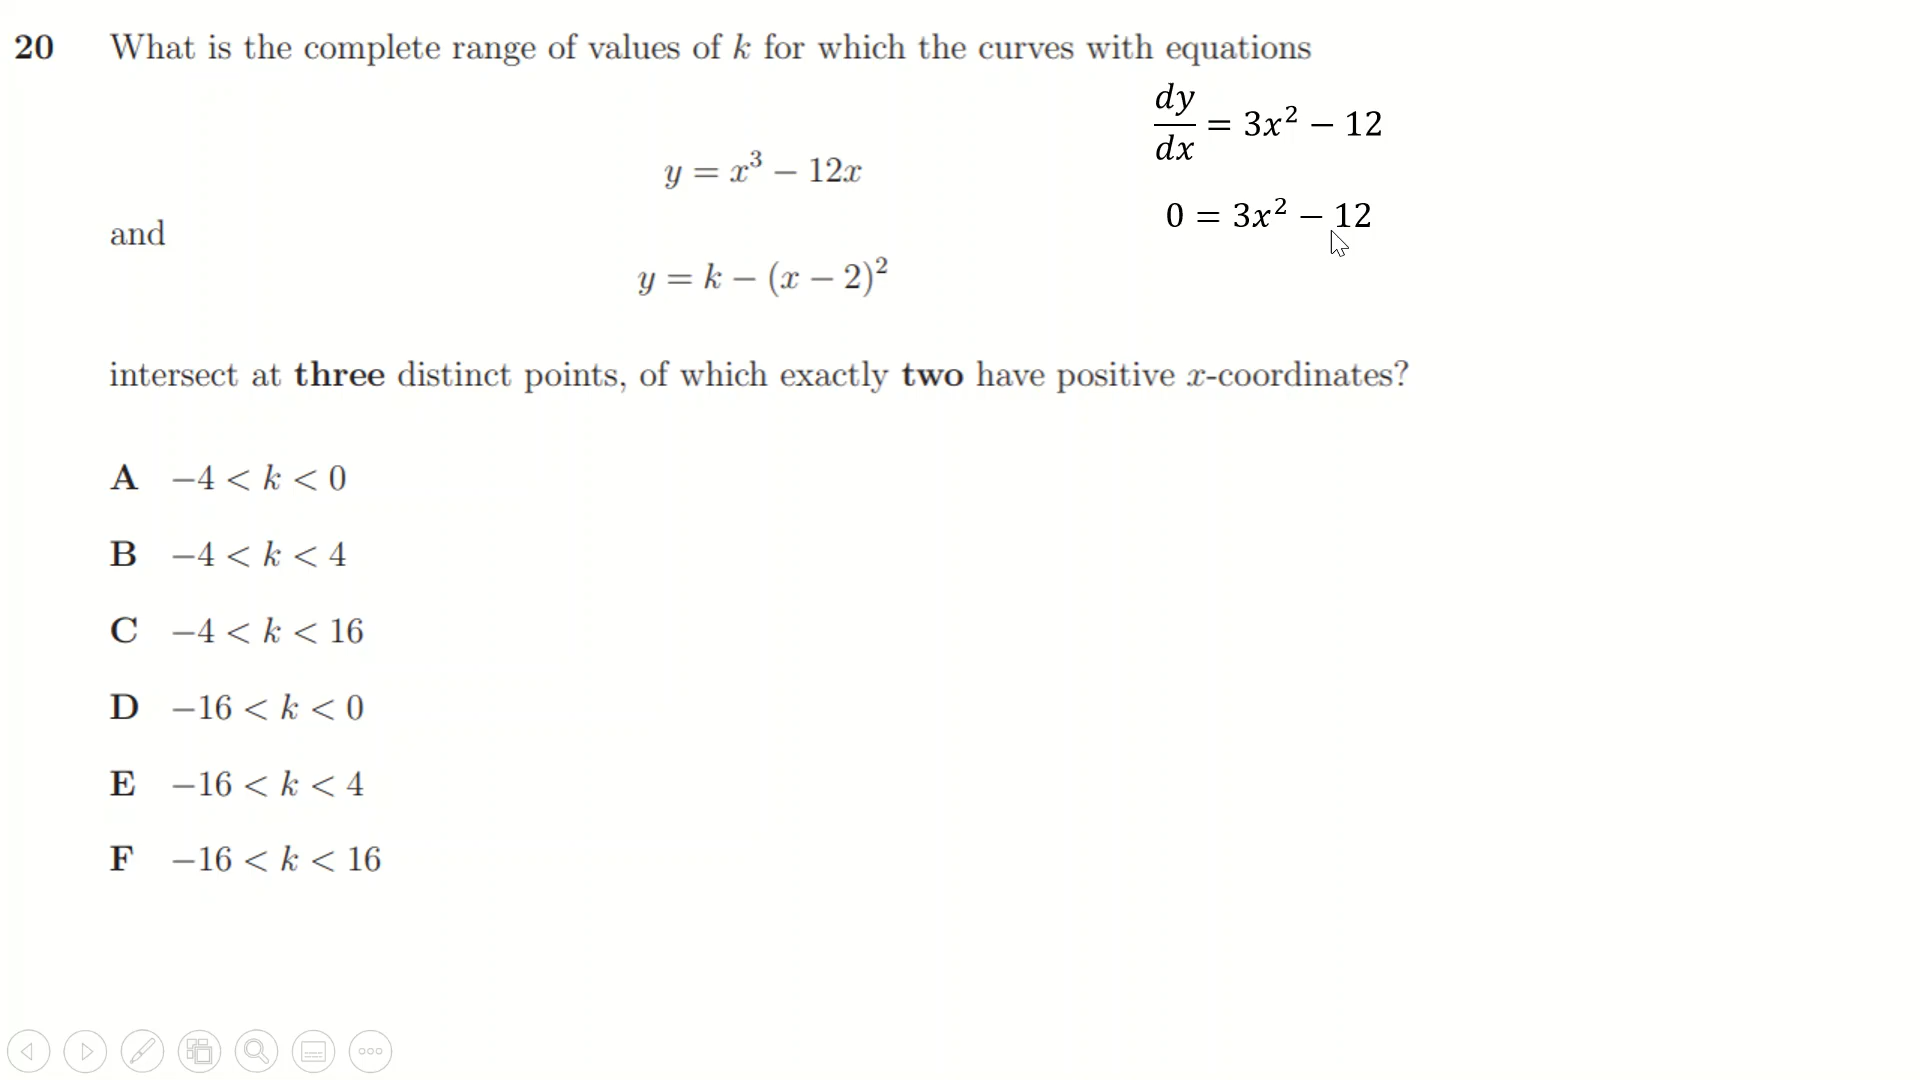 20 What is the complete range of values of k for which the curves with equations
dy/dx = 3x² − 12
y = x³ − 12x
0 = 3x² − 12
and
y = k − (x − 2)²
intersect at three distinct points, of which exactly two have positive x-coordinates?
A −4 < k < 0
B −4 < k < 4
C −4 < k < 16
D −16 < k < 0
E −16 < k < 4
F −16 < k < 16